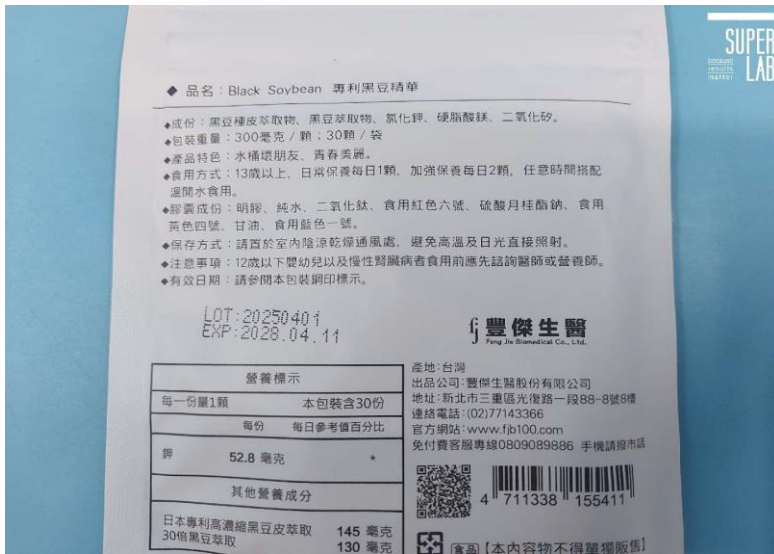 SUPER LAB
because results matter
◆ 品名：Black Soybean 專利黑豆精華
◆成份：黑豆種皮萃取物、黑豆萃取物、氯化鉀、硬脂酸鎂、二氧化矽。
◆包裝重量：300毫克／顆；30顆／袋
◆產品特色：水桶環朋友、青春美麗。
◆食用方式：13歲以上，日常保養每日1顆，加強保養每日2顆，任意時間搭配
溫開水食用。
◆膠囊成份：明膠、純水、二氧化鈦、食用紅色六號、硫酸月桂酯鈉、食用
黃色四號、甘油、食用藍色一號。
◆保存方式：請置於室內陰涼乾燥通風處，避免高溫及日光直接照射。
◆注意事項：12歲以下嬰幼兒以及慢性腎臟病者食用前應先諮詢醫師或營養師。
◆有效日期：請參閱本包裝鋼印標示。
LOT:20250401
EXP:2028.04.11
fj 豐傑生醫
Feng Jie Biomedical Co., Ltd.
營養標示
每一份量1顆 本包裝含30份
每份 每日參考值百分比
鉀 52.8 毫克 *
其他營養成分
日本專利高濃縮黑豆皮萃取 145 毫克
30倍黑豆萃取 130 毫克
產地：台灣
出品公司：豐傑生醫股份有限公司
地址：新北市三重區光復路一段88-8號8樓
連絡電話：(02)77143366
官方網站：www.fjb100.com
免付費客服專線0809089886 手機請撥市話
4 711338 155411
食品【本內容物不得單獨販售】